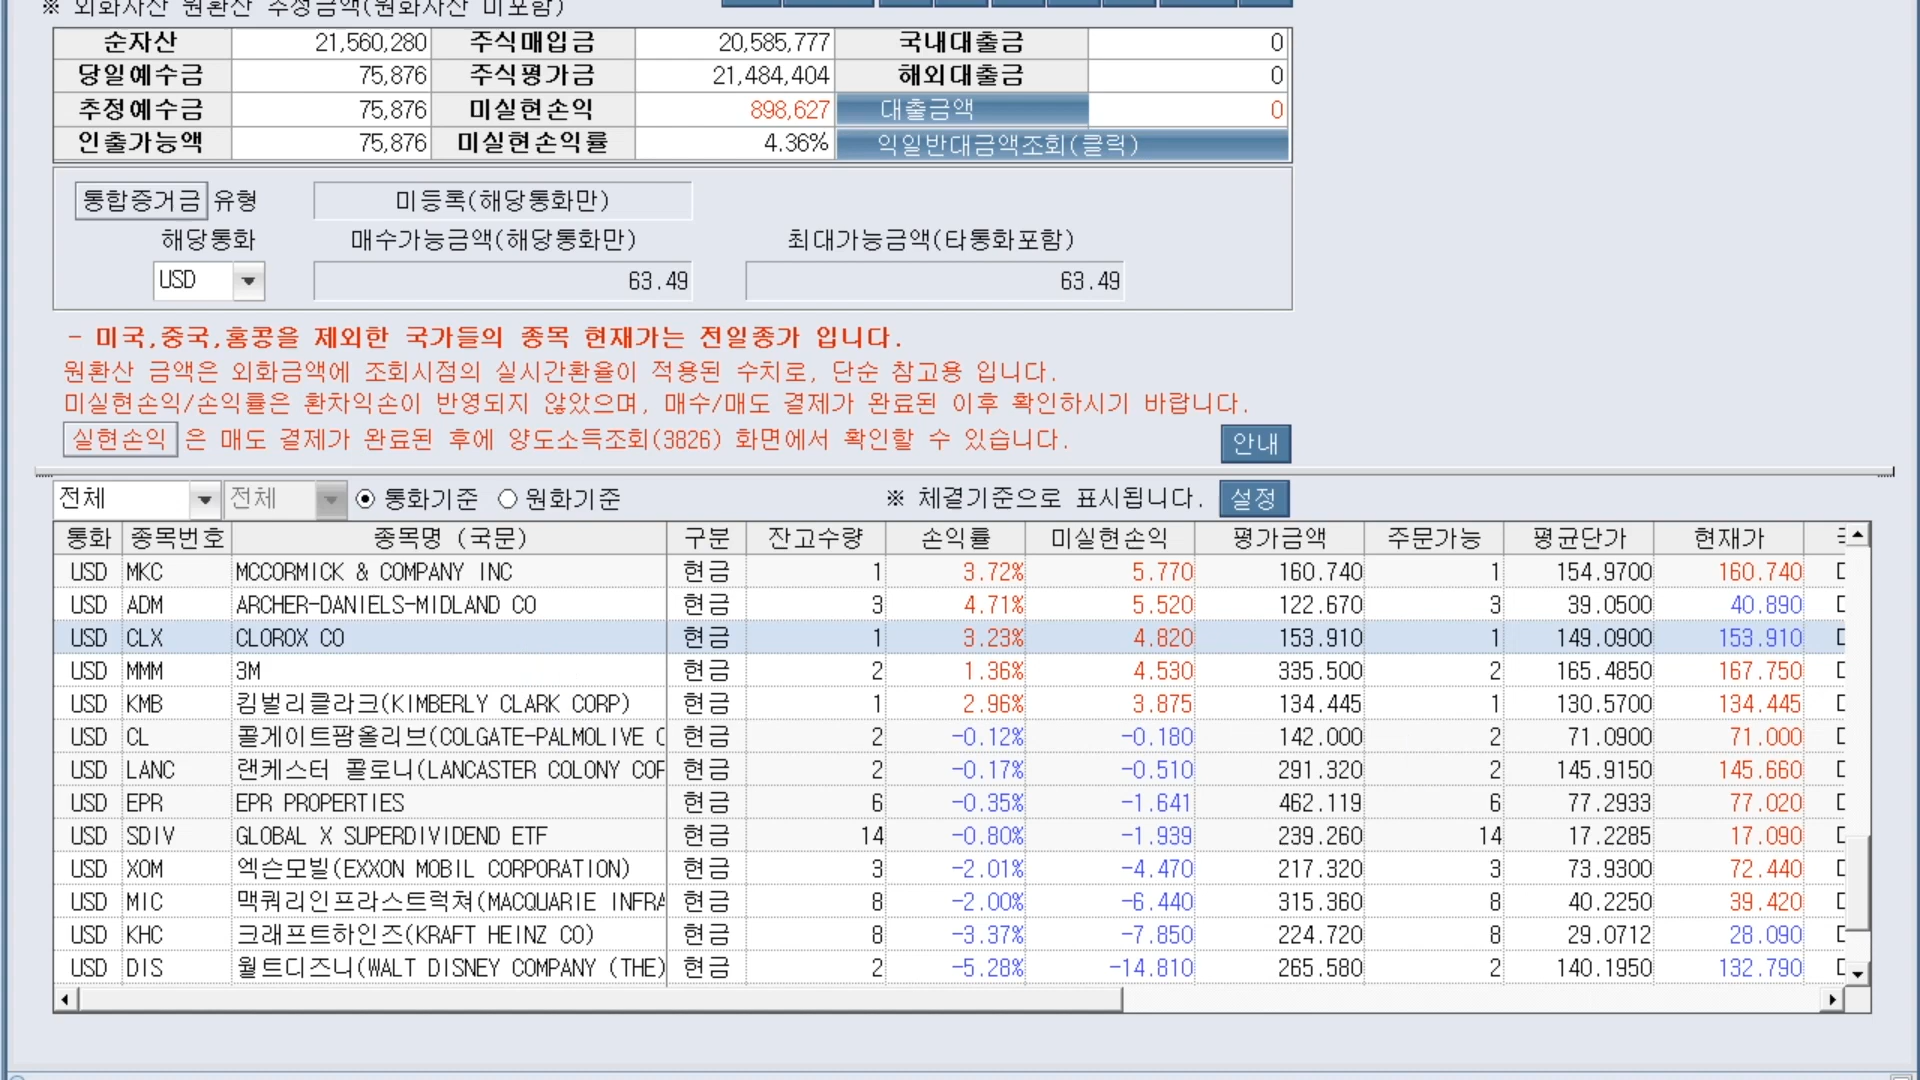 ※ 외화자산 원환산 추정금액(원화자산 미포함)
순자산 21,560,280 주식매입금 20,585,777 국내대출금 0
당일예수금 75,876 주식평가금 21,484,404 해외대출금 0
추정예수금 75,876 미실현손익 898,627 대출금액 0
인출가능액 75,876 미실현손익률 4.36% 익일반대금액조회(클릭)
통합증거금 유형 미등록(해당통화만)
해당통화 매수가능금액(해당통화만) 최대가능금액(타통화포함)
USD 63.49 63.49
- 미국,중국,홍콩을 제외한 국가들의 종목 현재가는 전일종가 입니다.
원환산 금액은 외화금액에 조회시점의 실시간환율이 적용된 수치로, 단순 참고용 입니다.
미실현손익/손익률은 환차익손이 반영되지 않았으며, 매수/매도 결제가 완료된 이후 확인하시기 바랍니다.
실현손익 은 매도 결제가 완료된 후에 양도소득조회(3826) 화면에서 확인할 수 있습니다. 안내
전체 전체 통화기준 원화기준 ※ 체결기준으로 표시됩니다. 설정
통화 종목번호 종목명 (국문) 구분 잔고수량 손익률 미실현손익 평가금액 주문가능 평균단가 현재가
USD MKC MCCORMICK & COMPANY INC 현금 1 3.72% 5.770 160.740 1 154.9700 160.740
USD ADM ARCHER-DANIELS-MIDLAND CO 현금 3 4.71% 5.520 122.670 3 39.0500 40.890
USD CLX CLOROX CO 현금 1 3.23% 4.820 153.910 1 149.0900 153.910
USD MMM 3M 현금 2 1.36% 4.530 335.500 2 165.4850 167.750
USD KMB 킴벌리클라크(KIMBERLY CLARK CORP) 현금 1 2.96% 3.875 134.445 1 130.5700 134.445
USD CL 콜게이트팜올리브(COLGATE-PALMOLIVE C 현금 2 -0.12% -0.180 142.000 2 71.0900 71.000
USD LANC 랜케스터 콜로니(LANCASTER COLONY COR 현금 2 -0.17% -0.510 291.320 2 145.9150 145.660
USD EPR EPR PROPERTIES 현금 6 -0.35% -1.641 462.119 6 77.2933 77.020
USD SDIV GLOBAL X SUPERDIVIDEND ETF 현금 14 -0.80% -1.939 239.260 14 17.2285 17.090
USD XOM 엑슨모빌(EXXON MOBIL CORPORATION) 현금 3 -2.01% -4.470 217.320 3 73.9300 72.440
USD MIC 맥쿼리인프라스트럭쳐(MACQUARIE INFRA 현금 8 -2.00% -6.440 315.360 8 40.2250 39.420
USD KHC 크래프트하인즈(KRAFT HEINZ CO) 현금 8 -3.37% -7.850 224.720 8 29.0712 28.090
USD DIS 월트디즈니(WALT DISNEY COMPANY (THE) 현금 2 -5.28% -14.810 265.580 2 140.1950 132.790